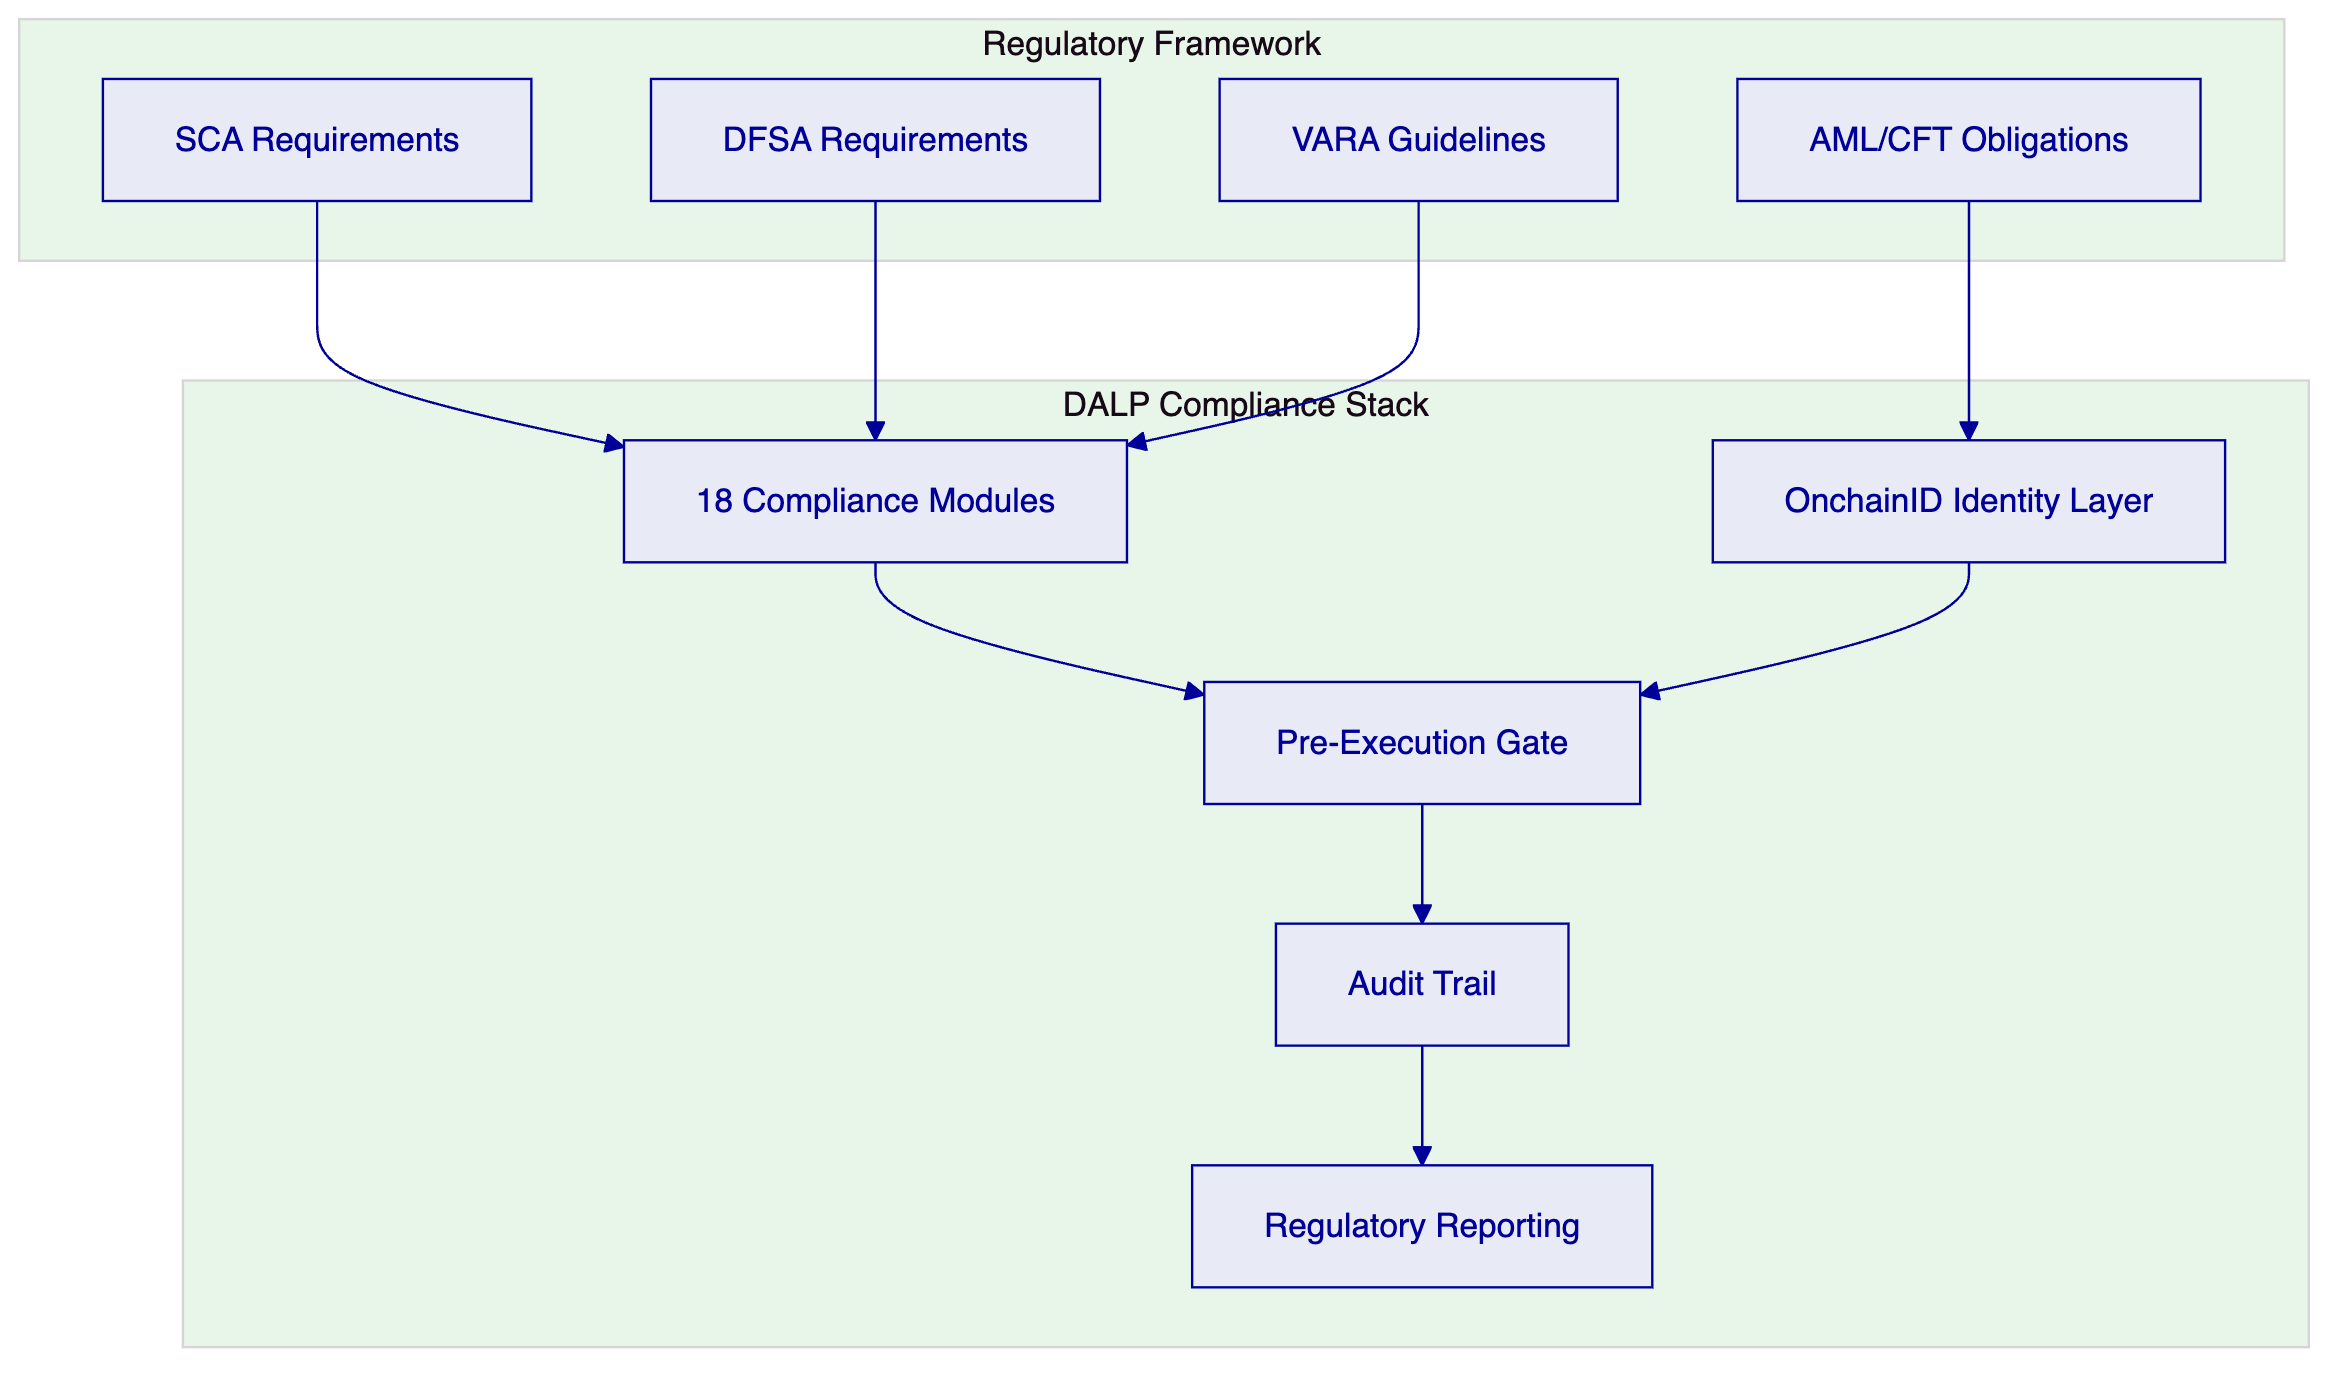 Regulatory Framework
SCA Requirements
DFSA Requirements
VARA Guidelines
AML/CFT Obligations
DALP Compliance Stack
18 Compliance Modules
OnchainID Identity Layer
Pre-Execution Gate
Audit Trail
Regulatory Reporting